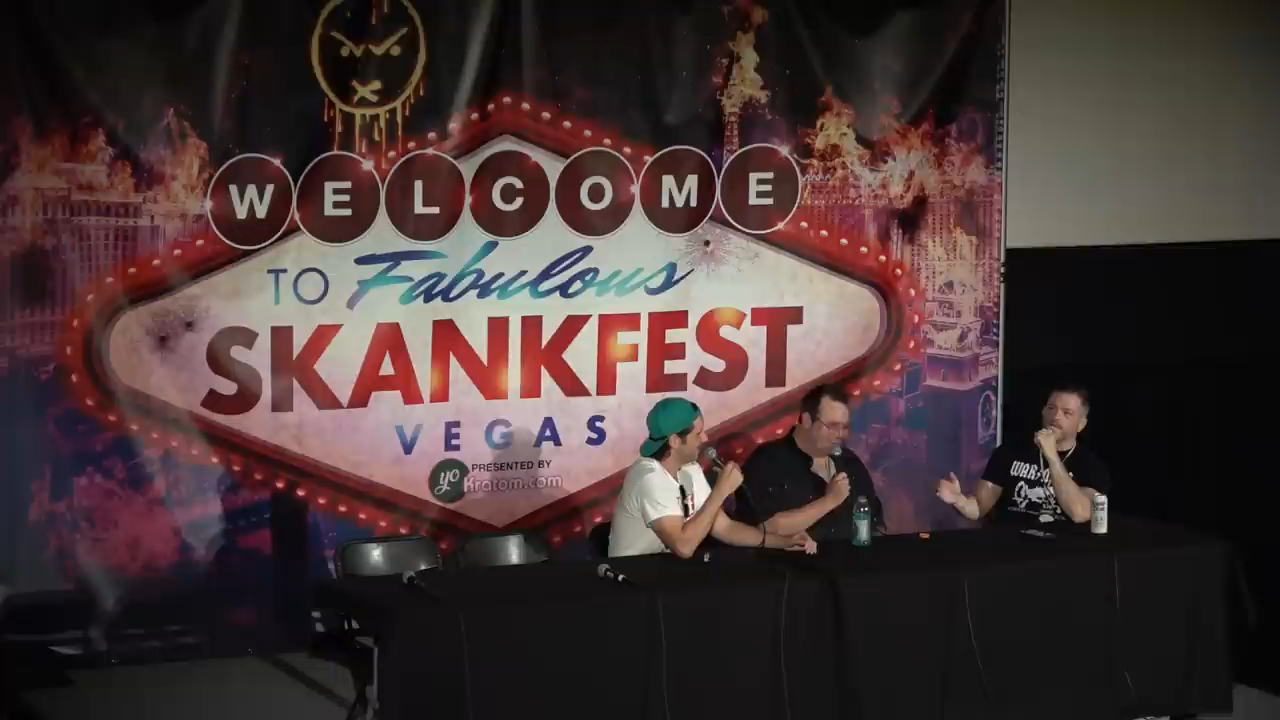 WELCOME
TO Fabulous
SKANKFEST
VEGAS
PRESENTED BY
yo
Kratom.com